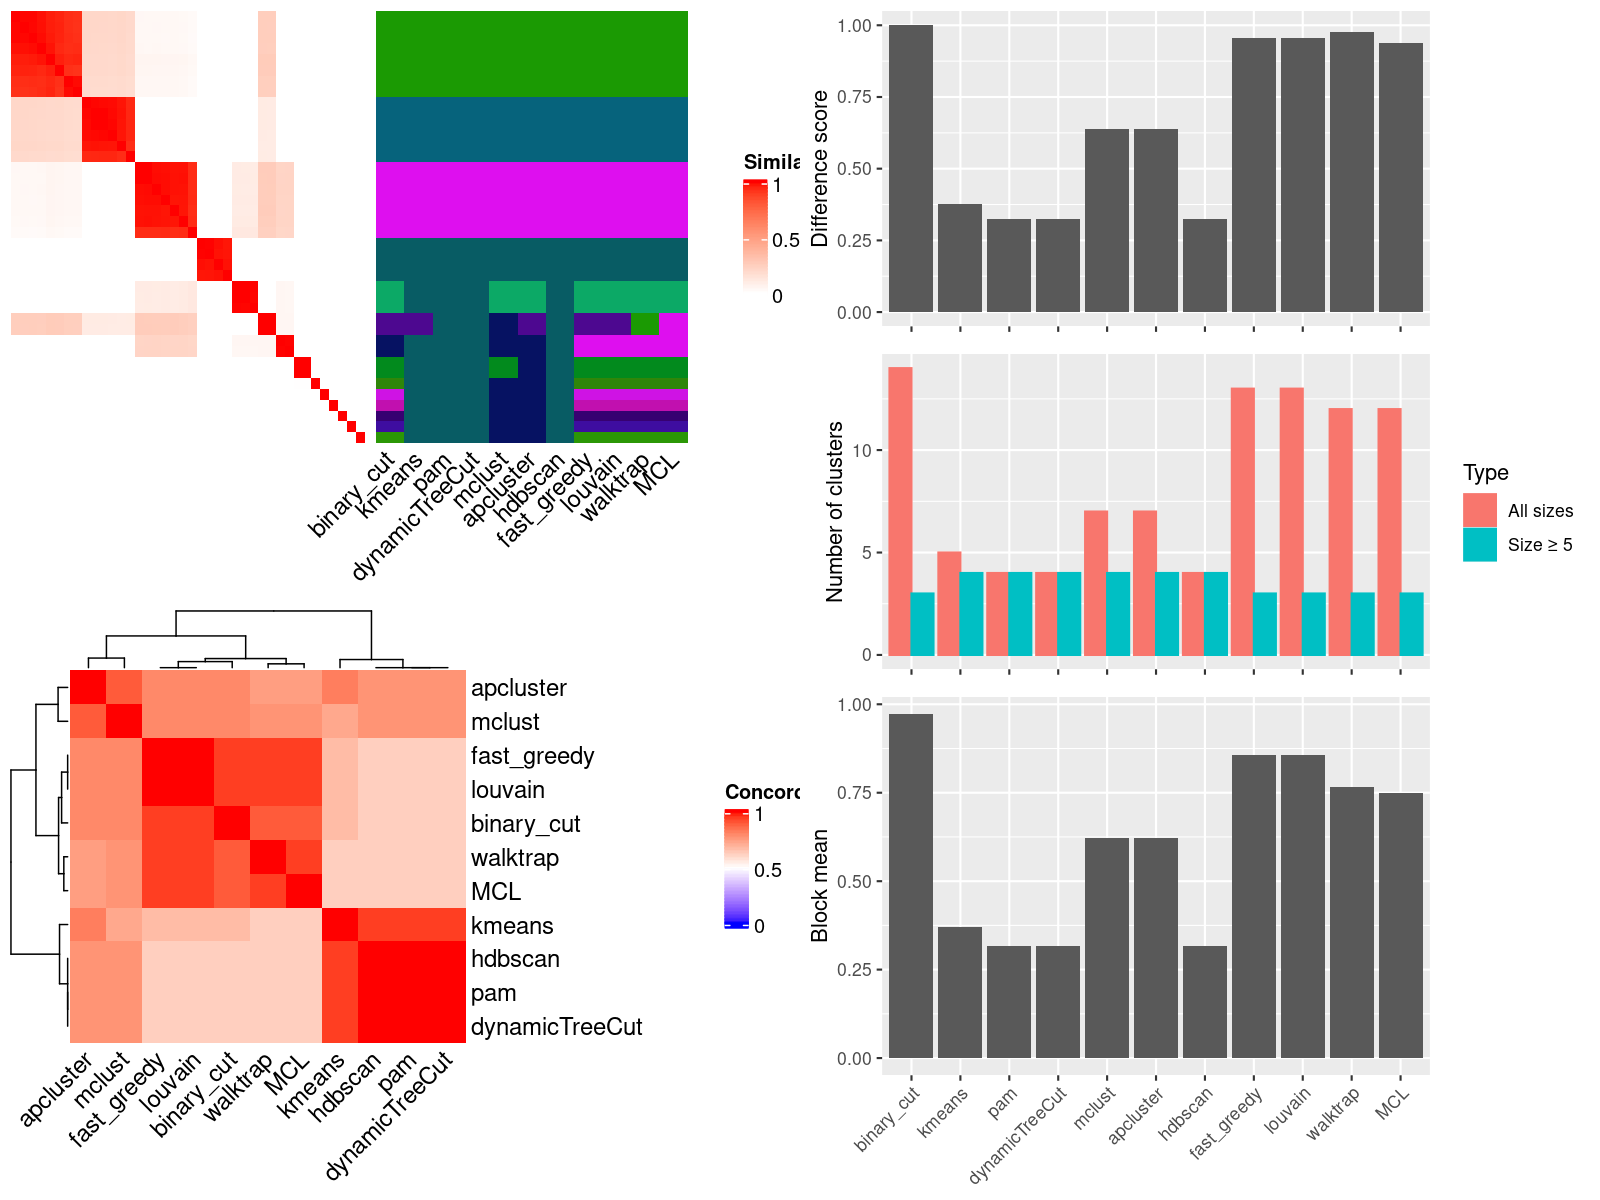 Simila
1
0.5
0
binary_cut
kmeans
pam
dynamicTreeCut
mclust
apcluster
hdbscan
fast_greedy
louvain
walktrap
MCL
apcluster
mclust
fast_greedy
louvain
binary_cut
walktrap
MCL
kmeans
hdbscan
pam
dynamicTreeCut
Concord
1
0.5
0
apcluster
mclust
fast_greedy
louvain
binary_cut
walktrap
MCL
kmeans
hdbscan
pam
dynamicTreeCut
Difference score
1.00
0.75
0.50
0.25
0.00
Number of clusters
10
5
0
Type
All sizes
Size ≥ 5
Block mean
1.00
0.75
0.50
0.25
0.00
binary_cut
kmeans
pam
dynamicTreeCut
mclust
apcluster
hdbscan
fast_greedy
louvain
walktrap
MCL